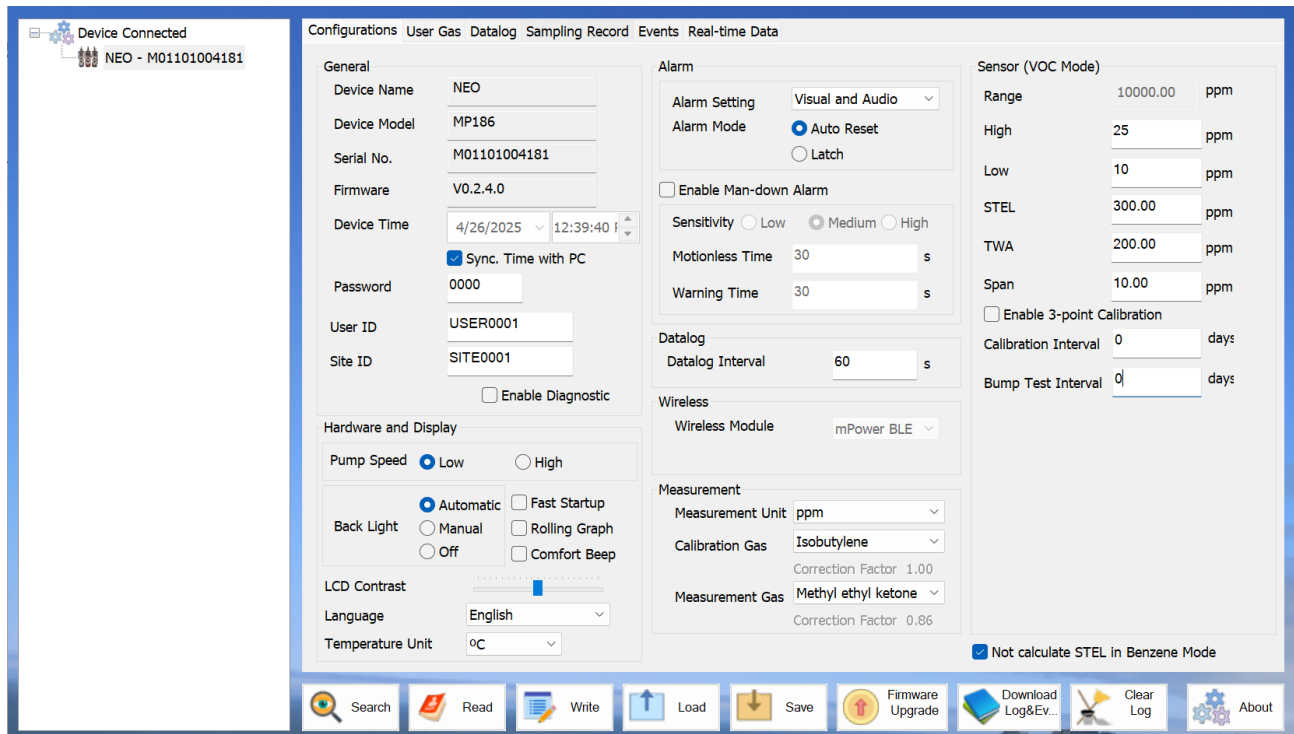 Device Connected
NEO - M01101004181
Configurations User Gas Datalog Sampling Record Events Real-time Data
General
Device Name NEO
Device Model MP186
Serial No. M01101004181
Firmware V0.2.4.0
Device Time 4/26/2025 12:39:40
Sync. Time with PC
Password 0000
User ID USER0001
Site ID SITE0001
Enable Diagnostic
Hardware and Display
Pump Speed Low High
Back Light
Automatic Fast Startup
Manual Rolling Graph
Off Comfort Beep
LCD Contrast
Language English
Temperature Unit ºC
Alarm
Alarm Setting Visual and Audio
Alarm Mode Auto Reset
Latch
Enable Man-down Alarm
Sensitivity Low Medium High
Motionless Time 30 s
Warning Time 30 s
Datalog
Datalog Interval 60 s
Wireless
Wireless Module mPower BLE
Measurement
Measurement Unit ppm
Calibration Gas Isobutylene
Correction Factor 1.00
Measurement Gas Methyl ethyl ketone
Correction Factor 0.86
Sensor (VOC Mode)
Range 10000.00 ppm
High 25 ppm
Low 10 ppm
STEL 300.00 ppm
TWA 200.00 ppm
Span 10.00 ppm
Enable 3-point Calibration
Calibration Interval 0 days
Bump Test Interval 0 days
Not calculate STEL in Benzene Mode
Search
Read
Write
Load
Save
Firmware
Upgrade
Download
Log&Ev...
Clear
Log
About